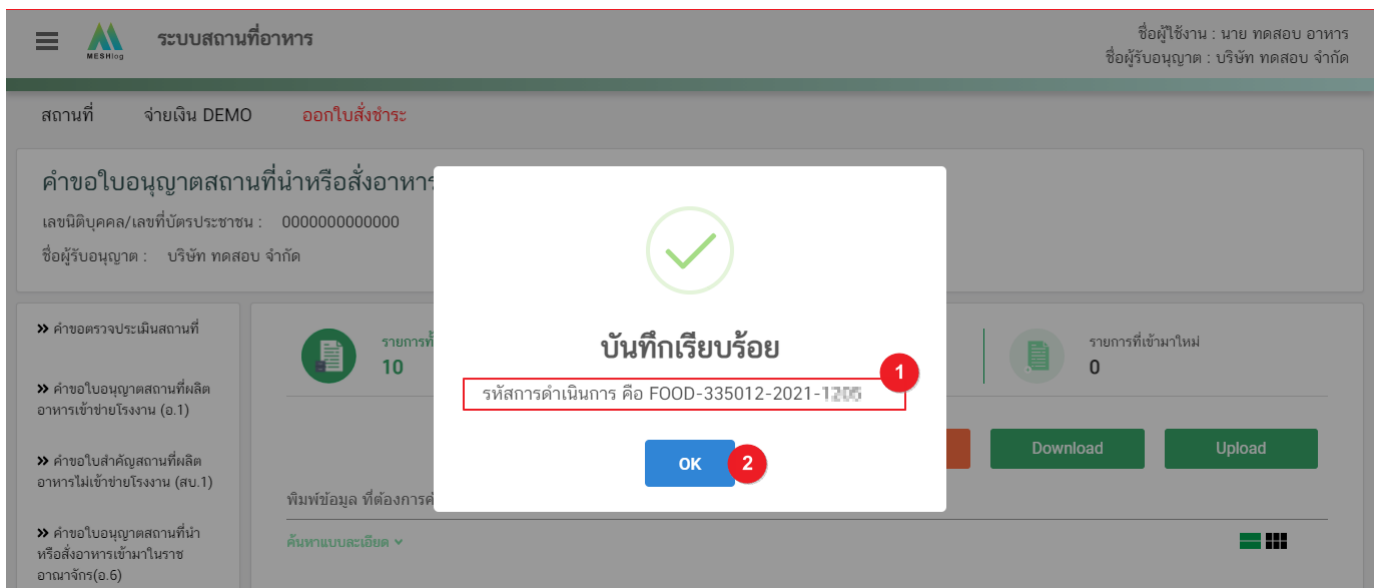 MESHlog
ระบบสถานที่อาหาร
ชื่อผู้ใช้งาน : นาย ทดสอบ อาหาร
ชื่อผู้รับอนุญาต : บริษัท ทดสอบ จำกัด
สถานที่ จ่ายเงิน DEMO ออกใบสั่งชำระ
คำขอใบอนุญาตสถานที่นำหรือสั่งอาหาร
เลขนิติบุคคล/เลขที่บัตรประชาชน : 0000000000000
ชื่อผู้รับอนุญาต : บริษัท ทดสอบ จำกัด
บันทึกเรียบร้อย
รหัสการดำเนินการ คือ FOOD-335012-2021-
1
OK
2
» คำขอตรวจประเมินสถานที่
» คำขอใบอนุญาตสถานที่ผลิต
อาหารเข้าข่ายโรงงาน (อ.1)
» คำขอใบสำคัญสถานที่ผลิต
อาหารไม่เข้าข่ายโรงงาน (สบ.1)
» คำขอใบอนุญาตสถานที่นำ
หรือสั่งอาหารเข้ามาในราช
อาณาจักร(อ.6)
รายการทั้
10
รายการที่เข้ามาใหม่
0
Download
Upload
พิมพ์ข้อมูล ที่ต้องการค้
ค้นหาแบบละเอียด